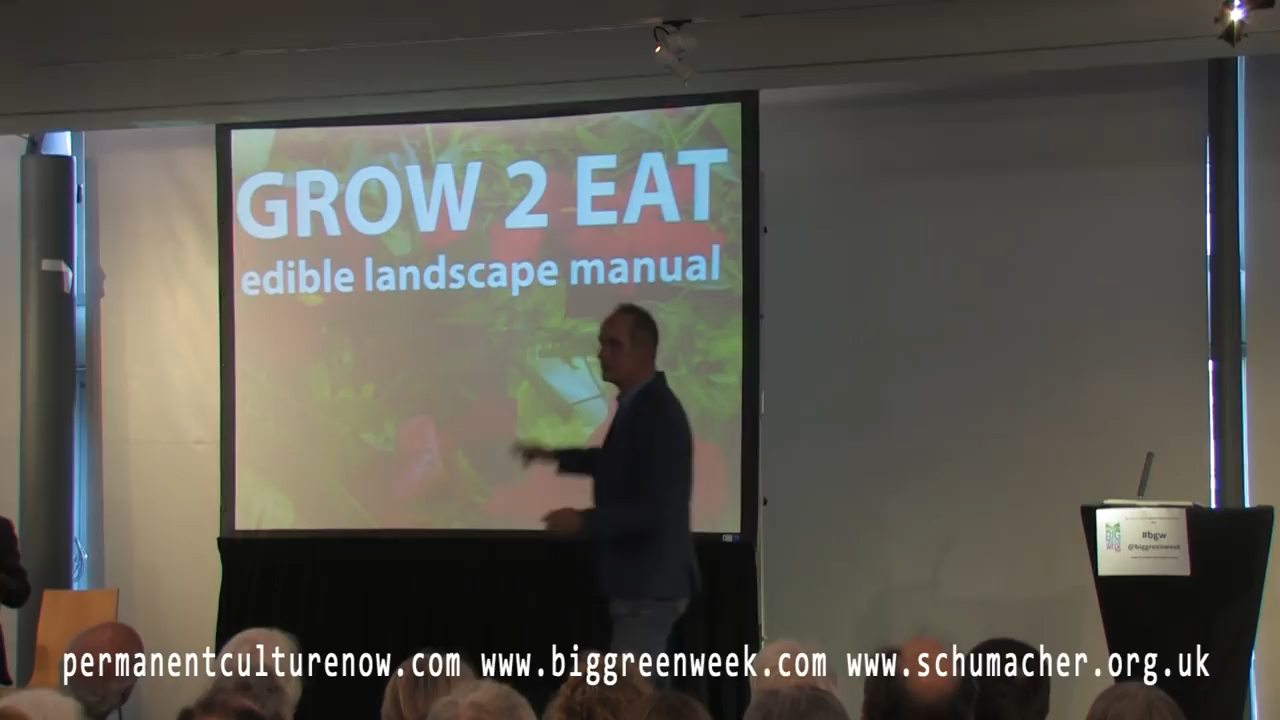 GROW 2 EAT
edible landscape manual
#bgw
@biggreenweek
permanentculturenow.com www.biggreenweek.com www.schumacher.org.uk